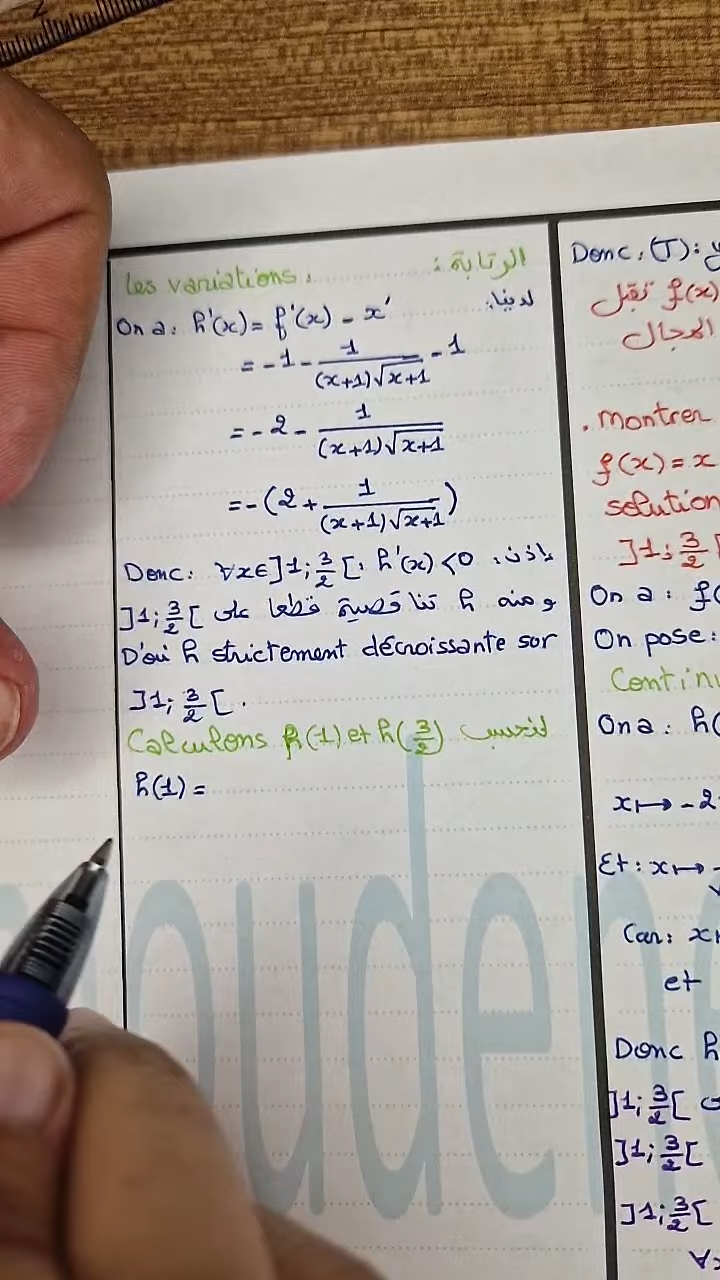 Les variations: الرتابة:
On a: h'(x) = f'(x) - x' لدينا:
= -1 - 1/((x+1)√x+1) - 1
= -2 - 1/((x+1)√x+1)
= -(2 + 1/((x+1)√x+1))
Donc: ∀x∈]1; 3/2[: h'(x) < 0 إذن:
ومنه h تناقصية قطعا على ]1; 3/2[
D'où h strictement décroissante sur
]1; 3/2[.
Calculons h(1) et h(3/2) لنحسب
h(1) =
Donc: (T): y
f(x) تقبل
المجال
. Montrer
f(x) = x
solution
]1; 3/2[
On a: f(
On pose:
Continu
On a: h(
x ↦ -2
Et: x ↦ -
Car: x
et
Donc h
]1; 3/2[
]1; 3/2[
]1; 3/2[
∀
oudene